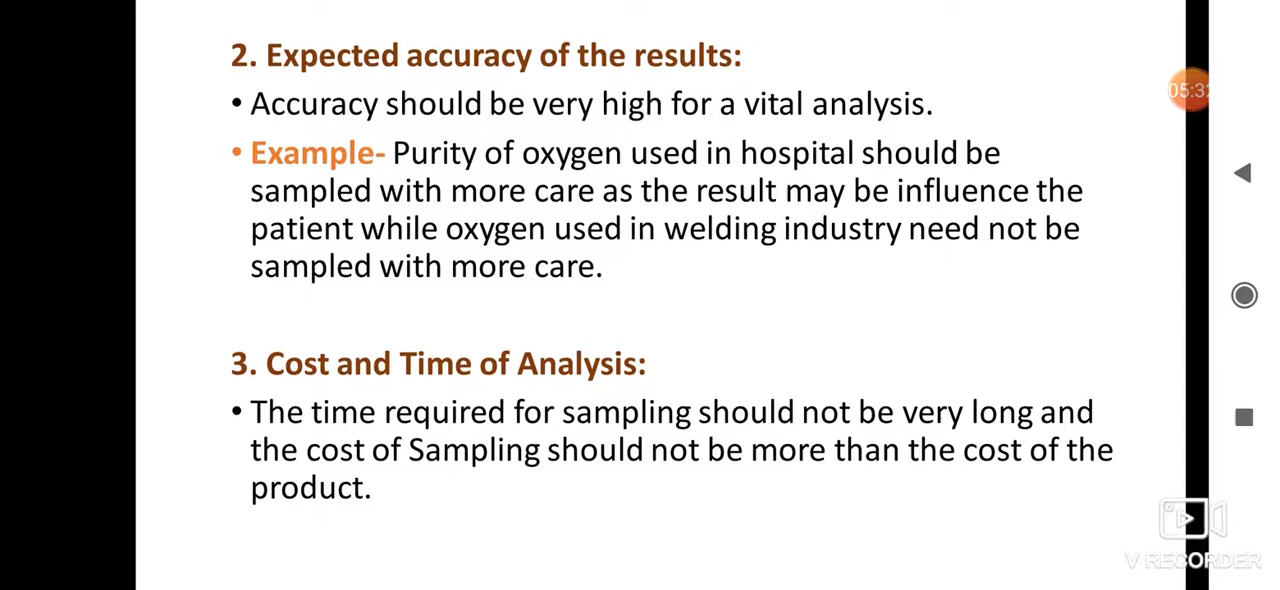 2. Expected accuracy of the results:
• Accuracy should be very high for a vital analysis.
• Example- Purity of oxygen used in hospital should be
sampled with more care as the result may be influence the
patient while oxygen used in welding industry need not be
sampled with more care.
3. Cost and Time of Analysis:
• The time required for sampling should not be very long and
the cost of Sampling should not be more than the cost of the
product.
05:32
V RECORDER